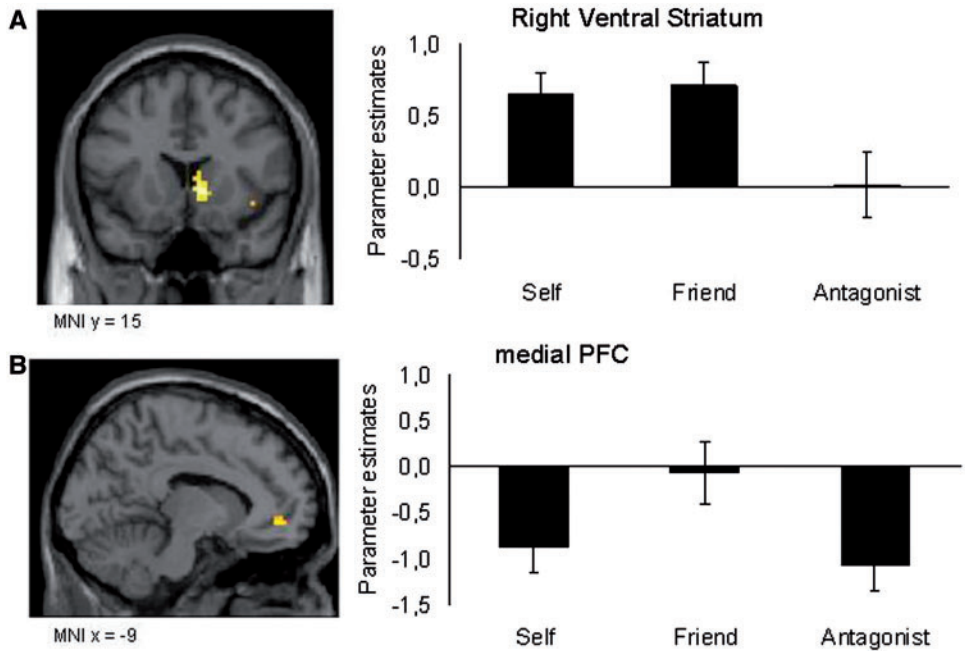 A
Right Ventral Striatum
Parameter estimates
1,0
0,5
0,0
-0,5
Self Friend Antagonist
MNI y = 15
B
medial PFC
Parameter estimates
1,0
0,5
0,0
-0,5
-1,0
-1,5
Self Friend Antagonist
MNI x = -9